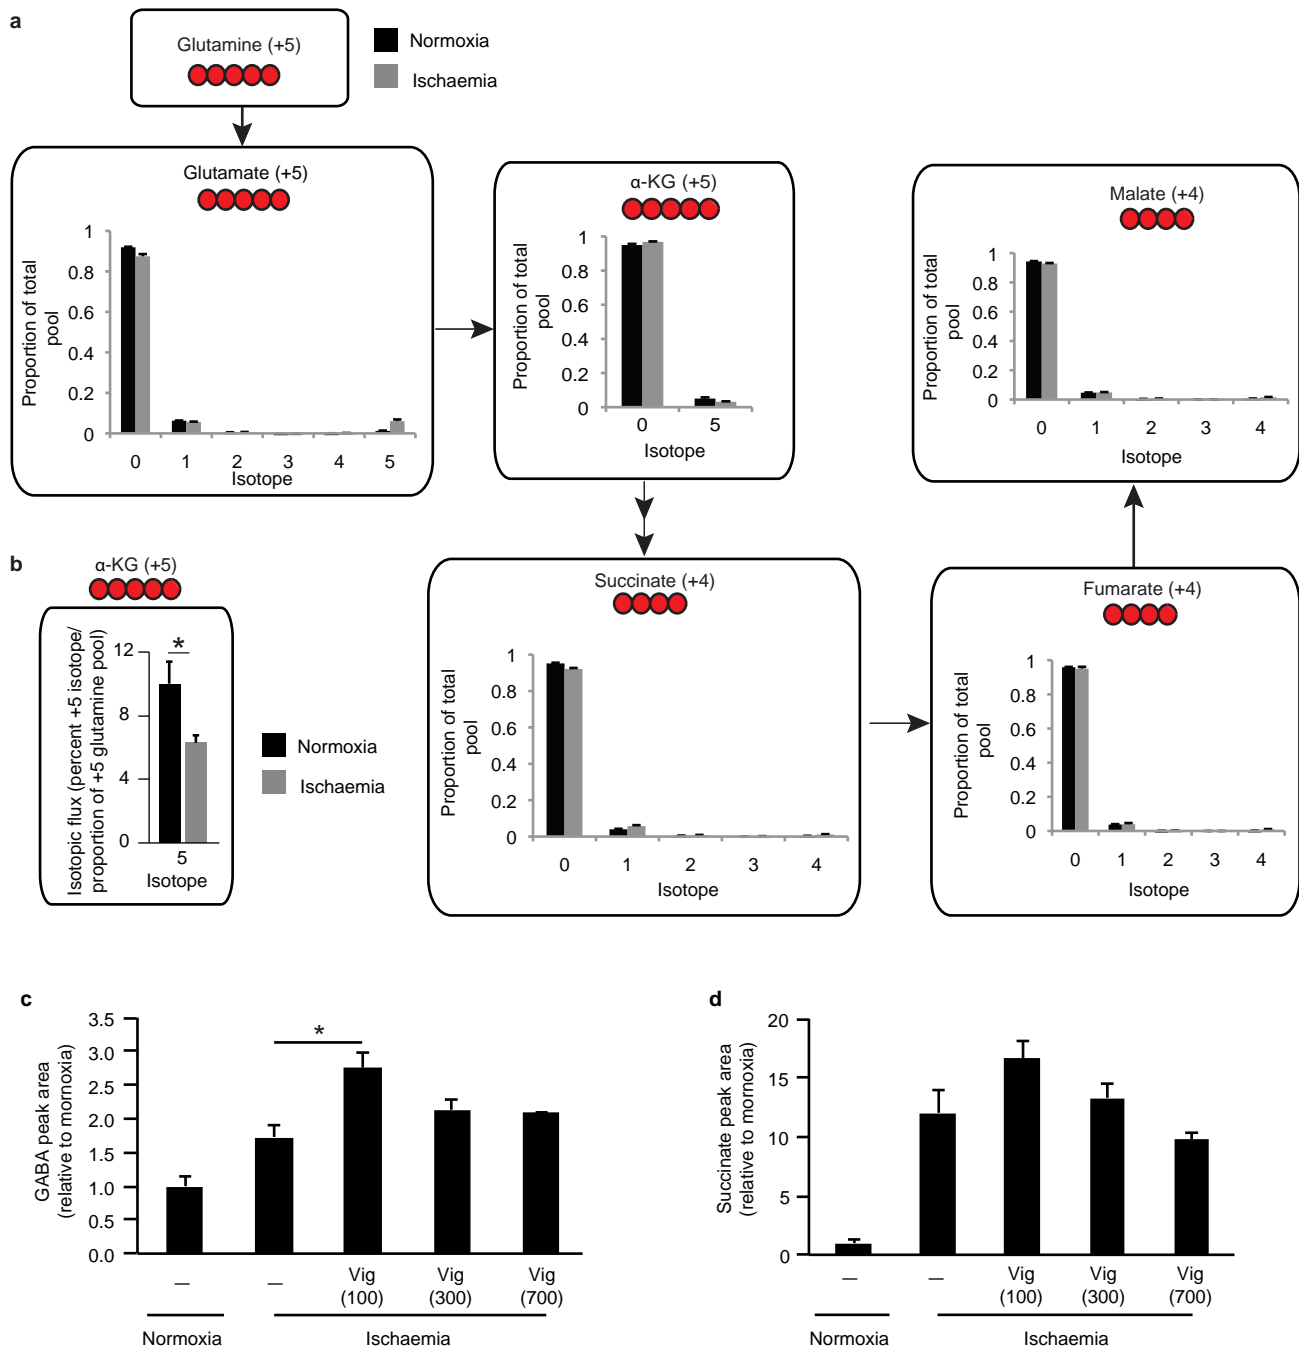 a
Glutamine (+5)
Normoxia
Ischaemia
Glutamate (+5)
Proportion of total
pool
1
0.8
0.6
0.4
0.2
0
0 1 2 3 4 5
Isotope
α-KG (+5)
Proportion of total
pool
1
0.8
0.6
0.4
0.2
0
0 5
Isotope
Malate (+4)
Proportion of total
pool
1
0.8
0.6
0.4
0.2
0
0 1 2 3 4
Isotope
Succinate (+4)
Proportion of total
pool
1
0.8
0.6
0.4
0.2
0
0 1 2 3 4
Isotope
Fumarate (+4)
Proportion of total
pool
1
0.8
0.6
0.4
0.2
0
0 1 2 3 4
Isotope
b
α-KG (+5)
Isotopic flux (percent +5 isotope/
proportion of +5 glutamine pool)
12
8
4
0
*
5
Isotope
Normoxia
Ischaemia
c
GABA peak area
(relative to mornoxia)
3.5
3.0
2.5
2.0
1.5
1.0
0.5
0.0
*
– – Vig Vig Vig
(100) (300) (700)
Normoxia Ischaemia
d
Succinate peak area
(relative to mornoxia)
20
15
10
5
0
– – Vig Vig Vig
(100) (300) (700)
Normoxia Ischaemia